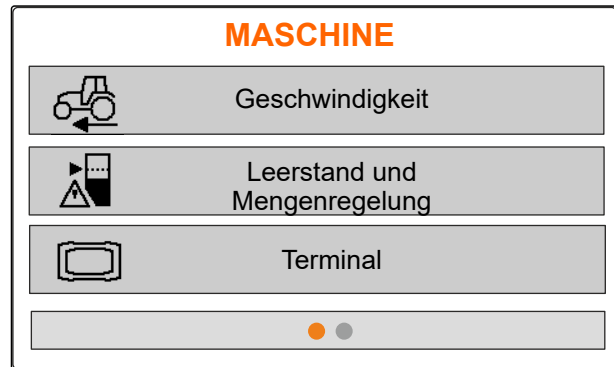 MASCHINE
Geschwindigkeit
Leerstand und
Mengenregelung
Terminal